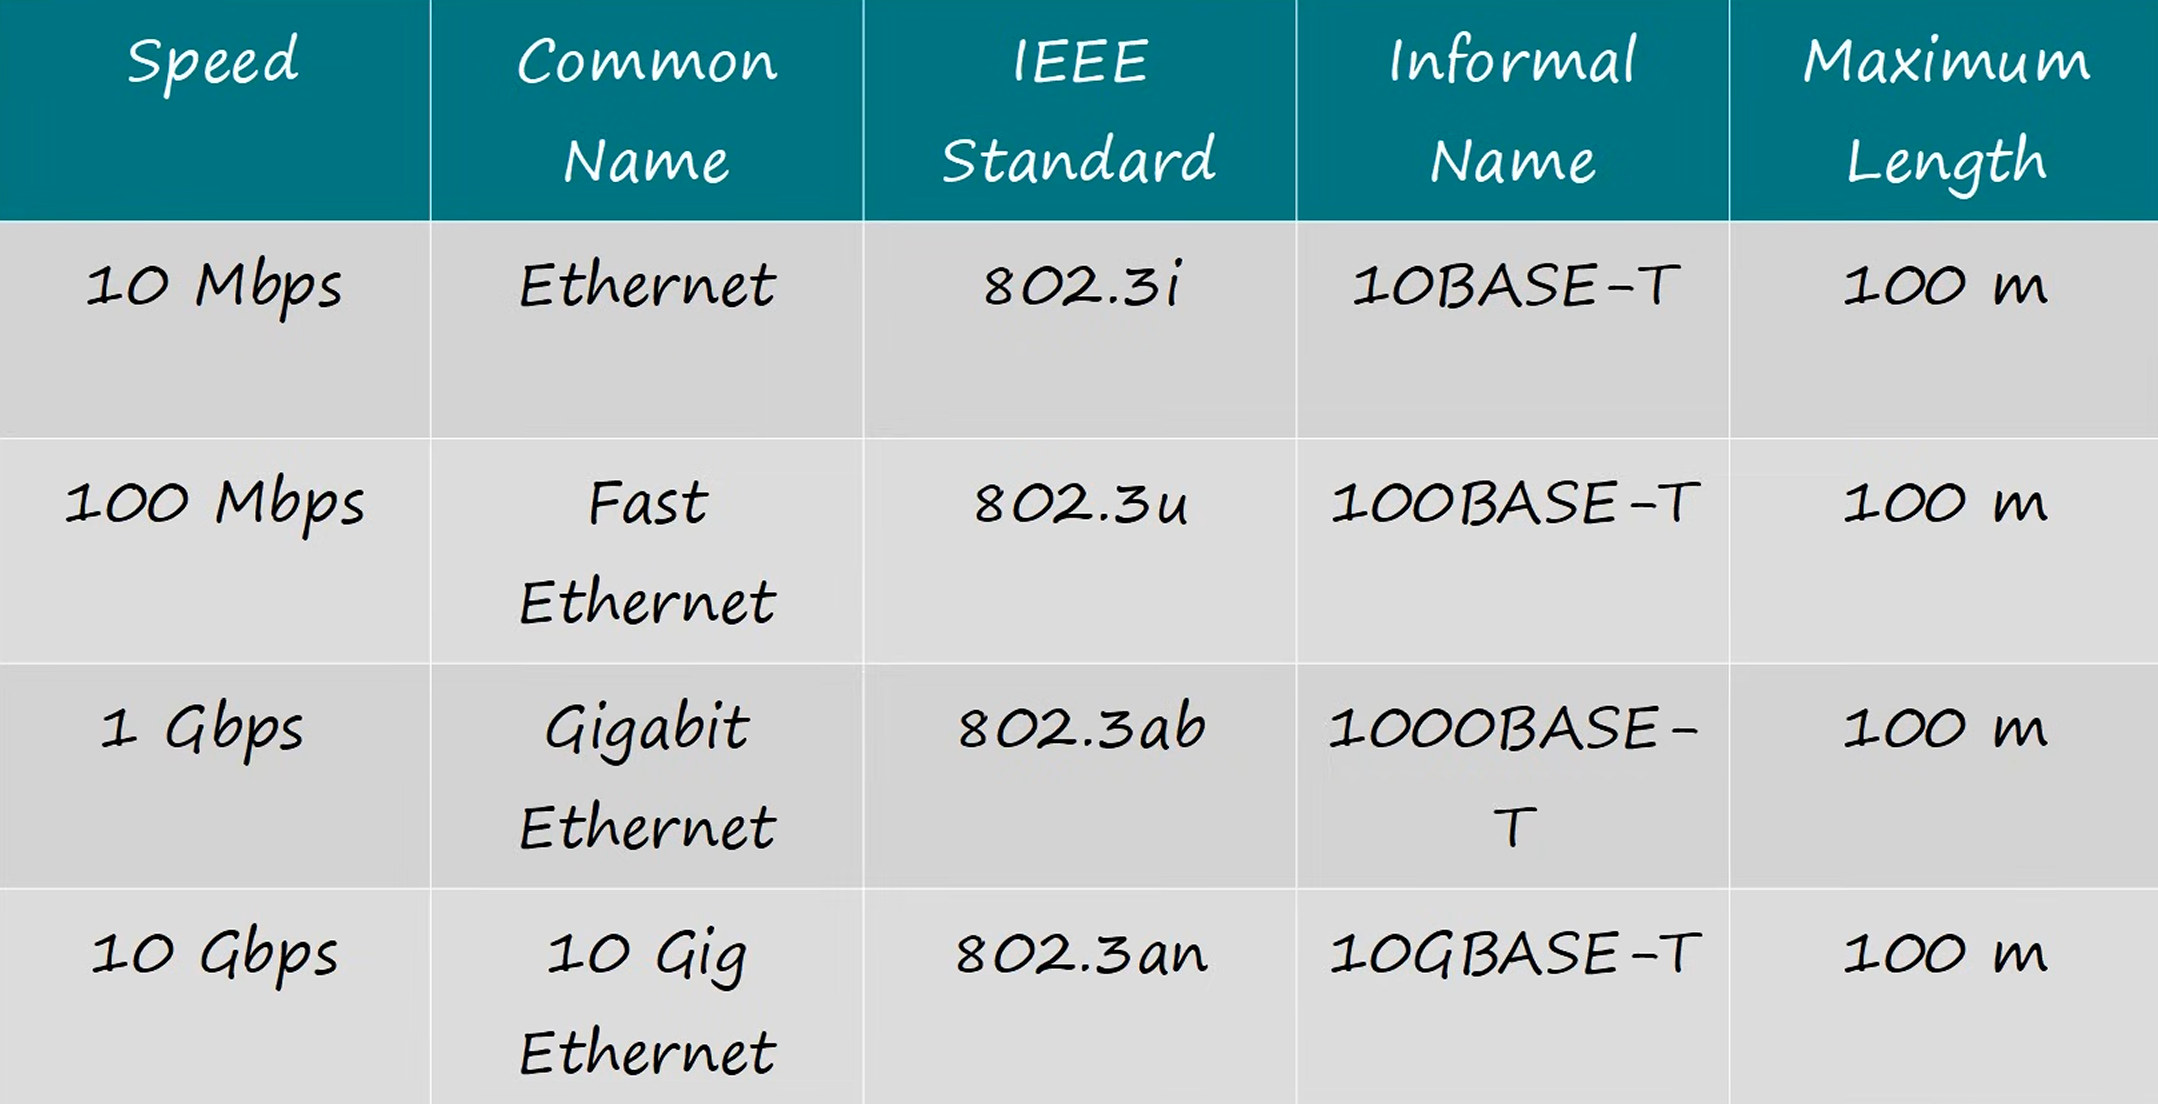 Speed
Common
Name
IEEE
Standard
Informal
Name
Maximum
Length
10 Mbps
Ethernet
802.3i
10BASE-T
100 m
100 Mbps
Fast
Ethernet
802.3u
100BASE-T
100 m
1 Gbps
Gigabit
Ethernet
802.3ab
1000BASE-
T
100 m
10 Gbps
10 Gig
Ethernet
802.3an
10GBASE-T
100 m